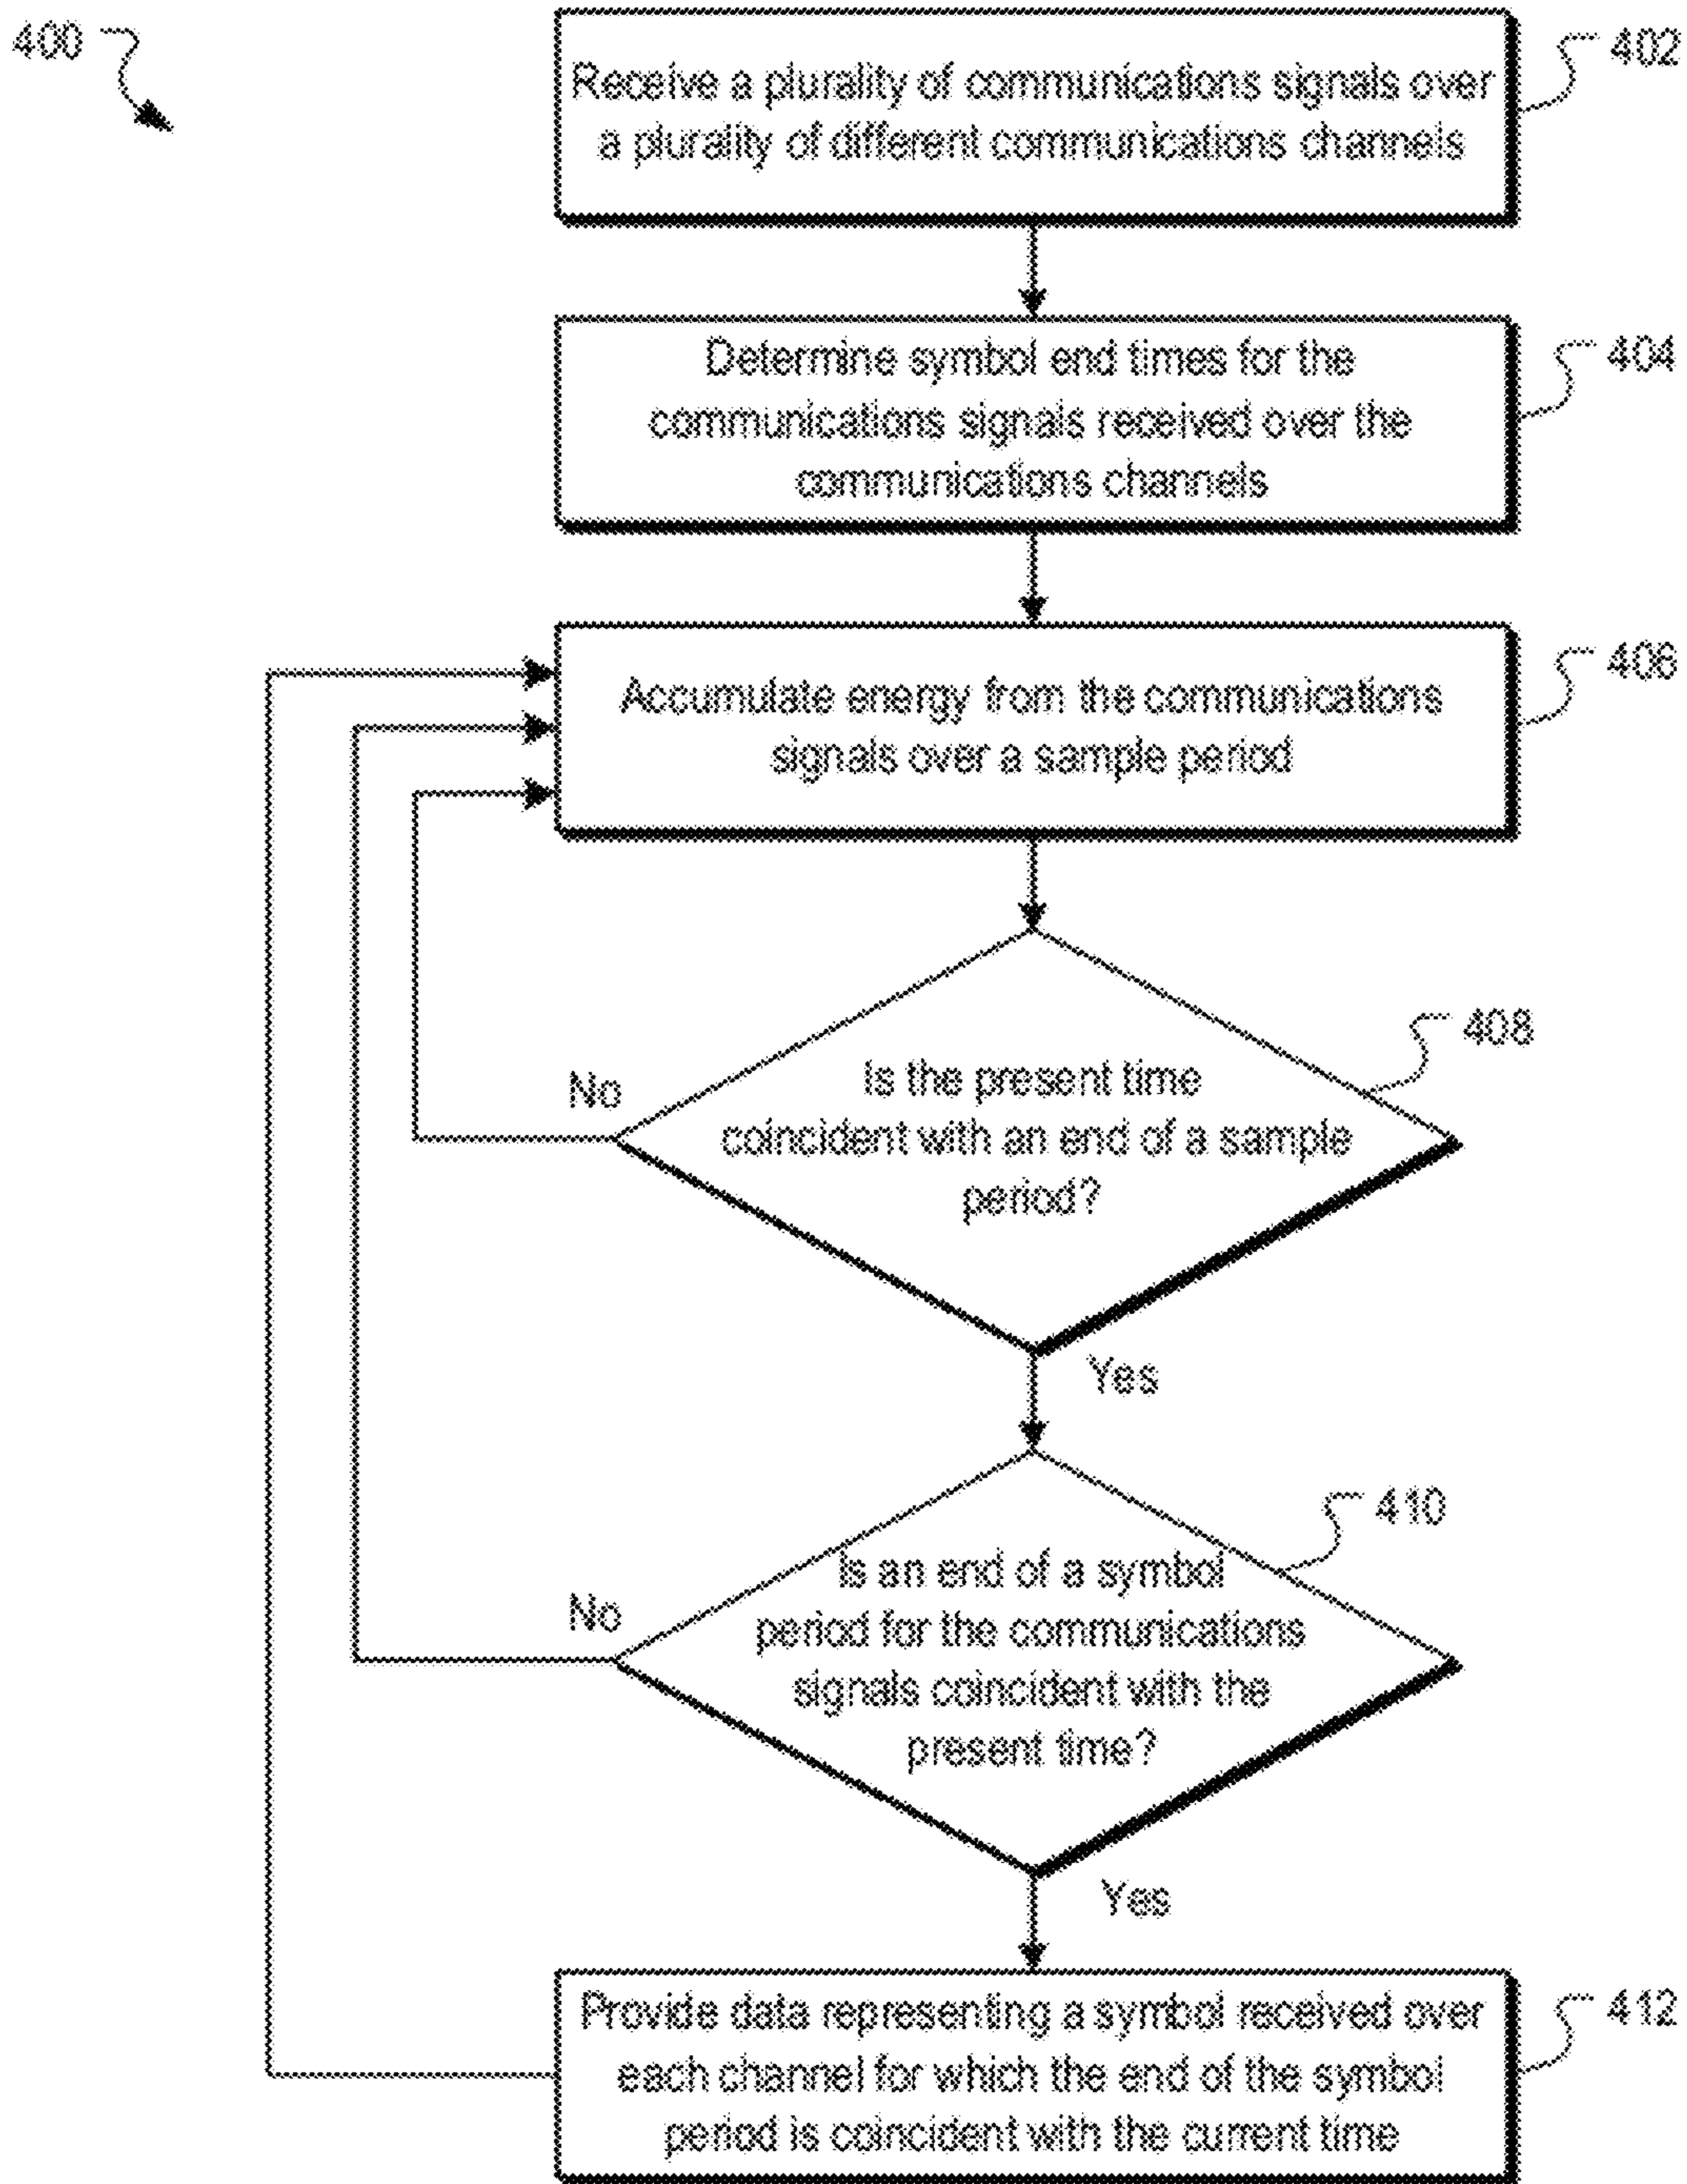 400
402
Receive a plurality of communications signals over
a plurality of different communications channels
404
Determine symbol end times for the
communications signals received over the
communications channels
406
Accumulate energy from the communications
signals over a sample period
408
Is the present time
No
coincident with an end of a sample
period?
Yes
410
Is an end of a symbol
No
period for the communications
signals coincident with the
present time?
Yes
412
Provide data representing a symbol received over
each channel for which the end of the symbol
period is coincident with the current time